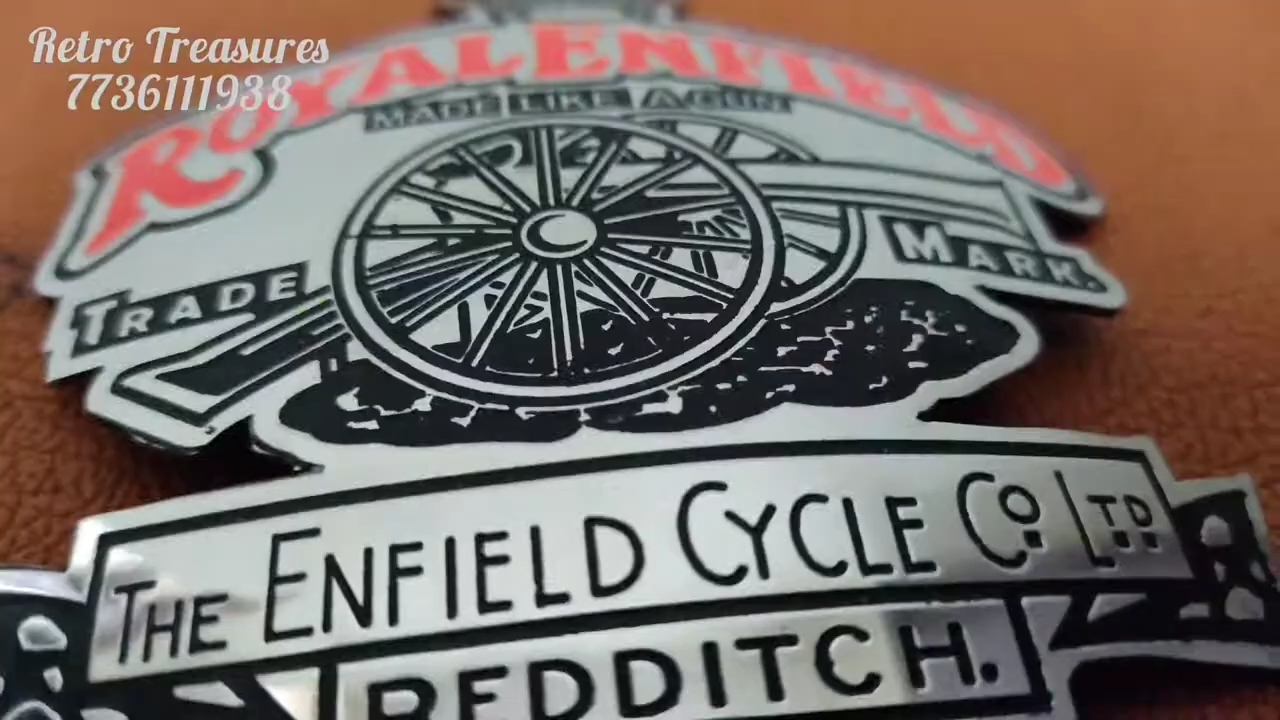 Retro Treasures
7736111938
ROYAL ENFIELD
MADE LIKE A GUN
TRADE MARK.
THE ENFIELD CYCLE CO. LTD.
REDDITCH.